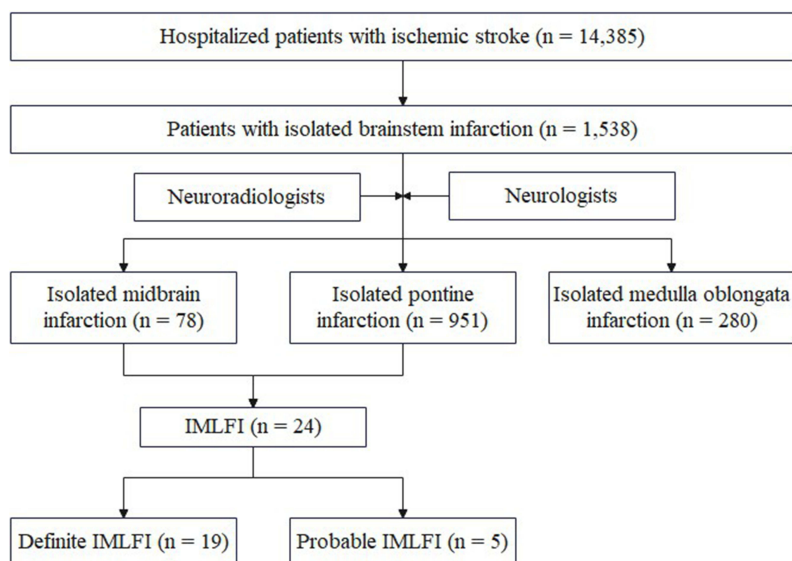 Hospitalized patients with ischemic stroke (n = 14,385)
Patients with isolated brainstem infarction (n = 1,538)
Neuroradiologists
Neurologists
Isolated midbrain
infarction (n = 78)
Isolated pontine
infarction (n = 951)
Isolated medulla oblongata
infarction (n = 280)
IMLFI (n = 24)
Definite IMLFI (n = 19)
Probable IMLFI (n = 5)